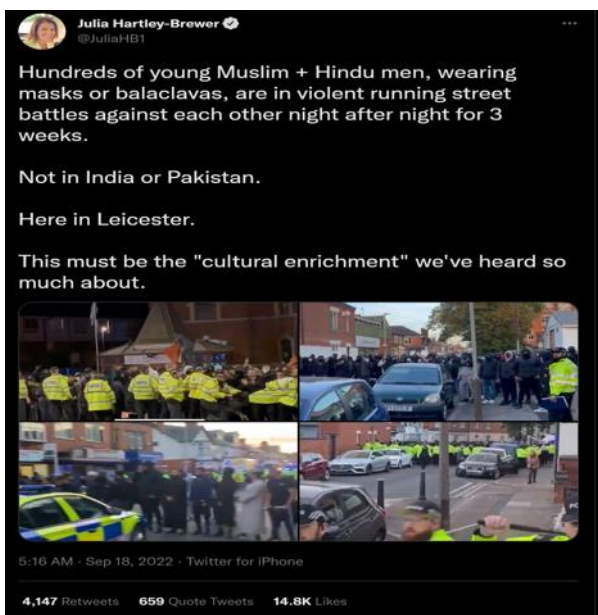 Julia Hartley-Brewer
@JuliaHB1
Hundreds of young Muslim + Hindu men, wearing
masks or balaclavas, are in violent running street
battles against each other night after night for 3
weeks.
Not in India or Pakistan.
Here in Leicester.
This must be the "cultural enrichment" we've heard so
much about.
5:16 AM · Sep 18, 2022 · Twitter for iPhone
4,147 Retweets 659 Quote Tweets 14.8K Likes